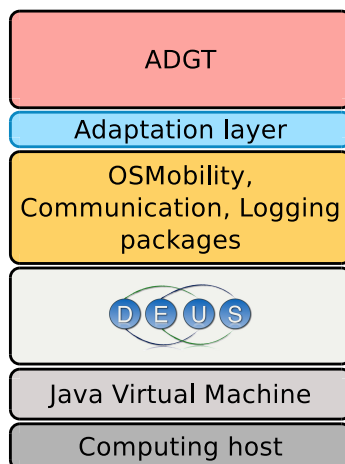 ADGT
Adaptation layer
OSMobility,
Communication, Logging
packages
DEUS
Java Virtual Machine
Computing host